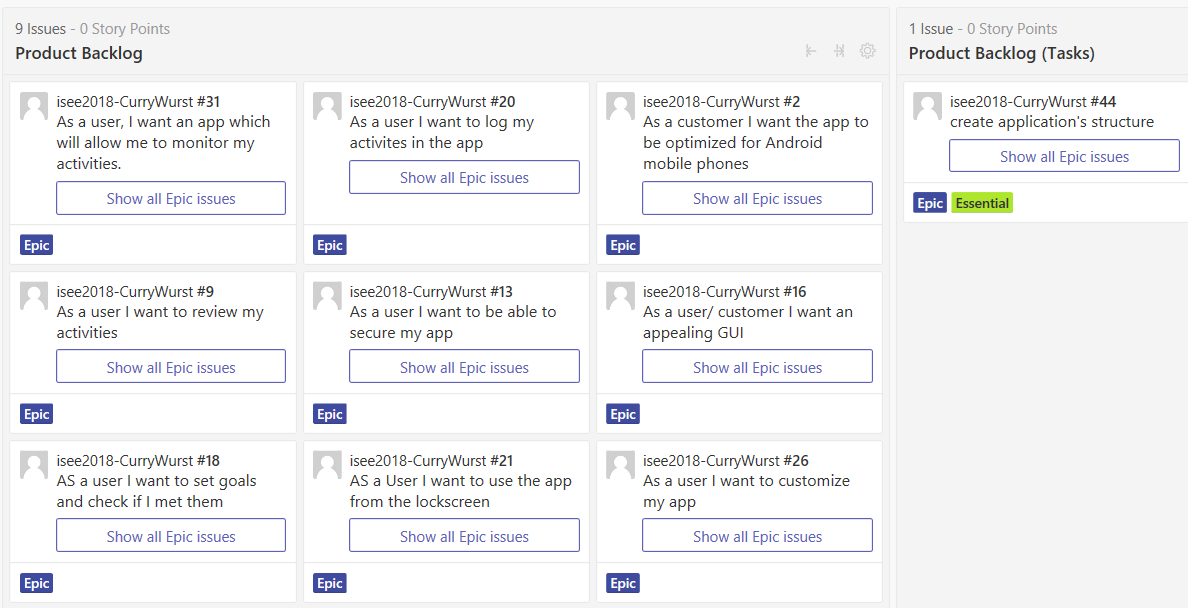 9 Issues - 0 Story Points
Product Backlog
isee2018-CurryWurst #31
As a user, I want an app which
will allow me to monitor my
activities.
Show all Epic issues
Epic
isee2018-CurryWurst #20
As a user I want to log my
activites in the app
Show all Epic issues
Epic
isee2018-CurryWurst #2
As a customer I want the app to
be optimized for Android
mobile phones
Show all Epic issues
Epic
isee2018-CurryWurst #9
As a user I want to review my
activities
Show all Epic issues
Epic
isee2018-CurryWurst #13
As a user I want to be able to
secure my app
Show all Epic issues
Epic
isee2018-CurryWurst #16
As a user/ customer I want an
appealing GUI
Show all Epic issues
Epic
isee2018-CurryWurst #18
AS a user I want to set goals
and check if I met them
Show all Epic issues
Epic
isee2018-CurryWurst #21
AS a User I want to use the app
from the lockscreen
Show all Epic issues
Epic
isee2018-CurryWurst #26
As a user I want to customize
my app
Show all Epic issues
Epic
1 Issue - 0 Story Points
Product Backlog (Tasks)
isee2018-CurryWurst #44
create application's structure
Show all Epic issues
Epic Essential